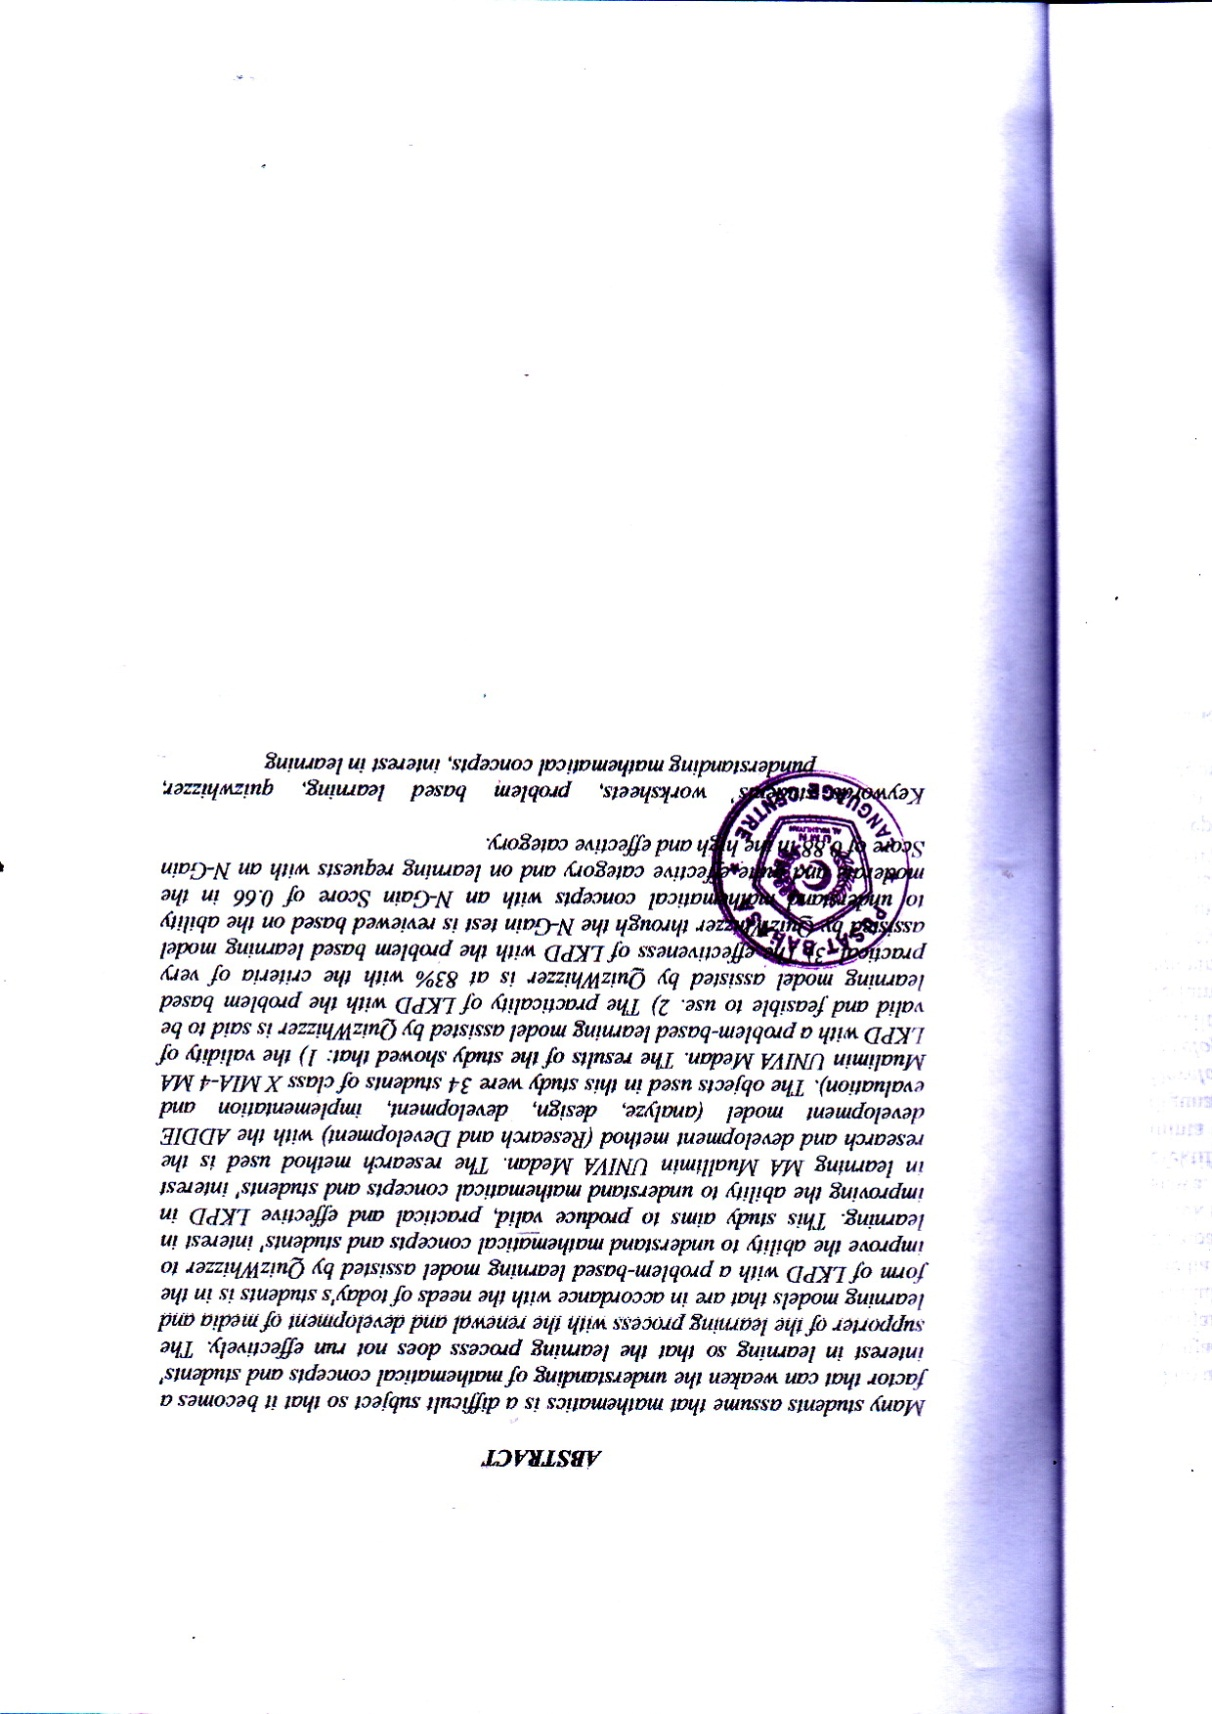 ABSTRACT
Many students assume that mathematics is a difficult subject so that it becomes a
factor that can weaken the understanding of mathematical concepts and students'
interest in learning so that the learning process does not run effectively. The
supporter of the learning process with the renewal and development of media and
learning models that are in accordance with the needs of today's students is in the
form of LKPD with a problem-based learning model assisted by QuizWhizzer to
improve the ability to understand mathematical concepts and students' interest in
learning. This study aims to produce valid, practical and effective LKPD in
improving the ability to understand mathematical concepts and students' interest
in learning MA Muallimin UNIVA Medan. The research method used is the
research and development method (Research and Development) with the ADDIE
development model (analyze, design, development, implementation and
evaluation). The objects used in this study were 34 students of class X MIA-4 MA
Mualimin UNIVA Medan. The results of the study showed that: 1) the validity of
LKPD with a problem-based learning model assisted by QuizWhizzer is said to be
valid and feasible to use. 2) The practicality of LKPD with the problem based
learning model assisted by QuizWhizzer is at 83% with the criteria of very
practical 3) the effectiveness of LKPD with the problem based learning model
assisted by QuizWhizzer through the N-Gain test is reviewed based on the ability
to understand mathematical concepts with an N-Gain Score of 0.66 in the
moderate and quite effective category and on learning requests with an N-Gain
Score of 0.88 in the high and effective category.
Keywords: students' worksheets, problem based learning, quizwhizzer,
punderstanding mathematical concepts, interest in learning
PUSAT BAHASA
U M N
AL WASHLIYAH
LANGUAGE CENTRE